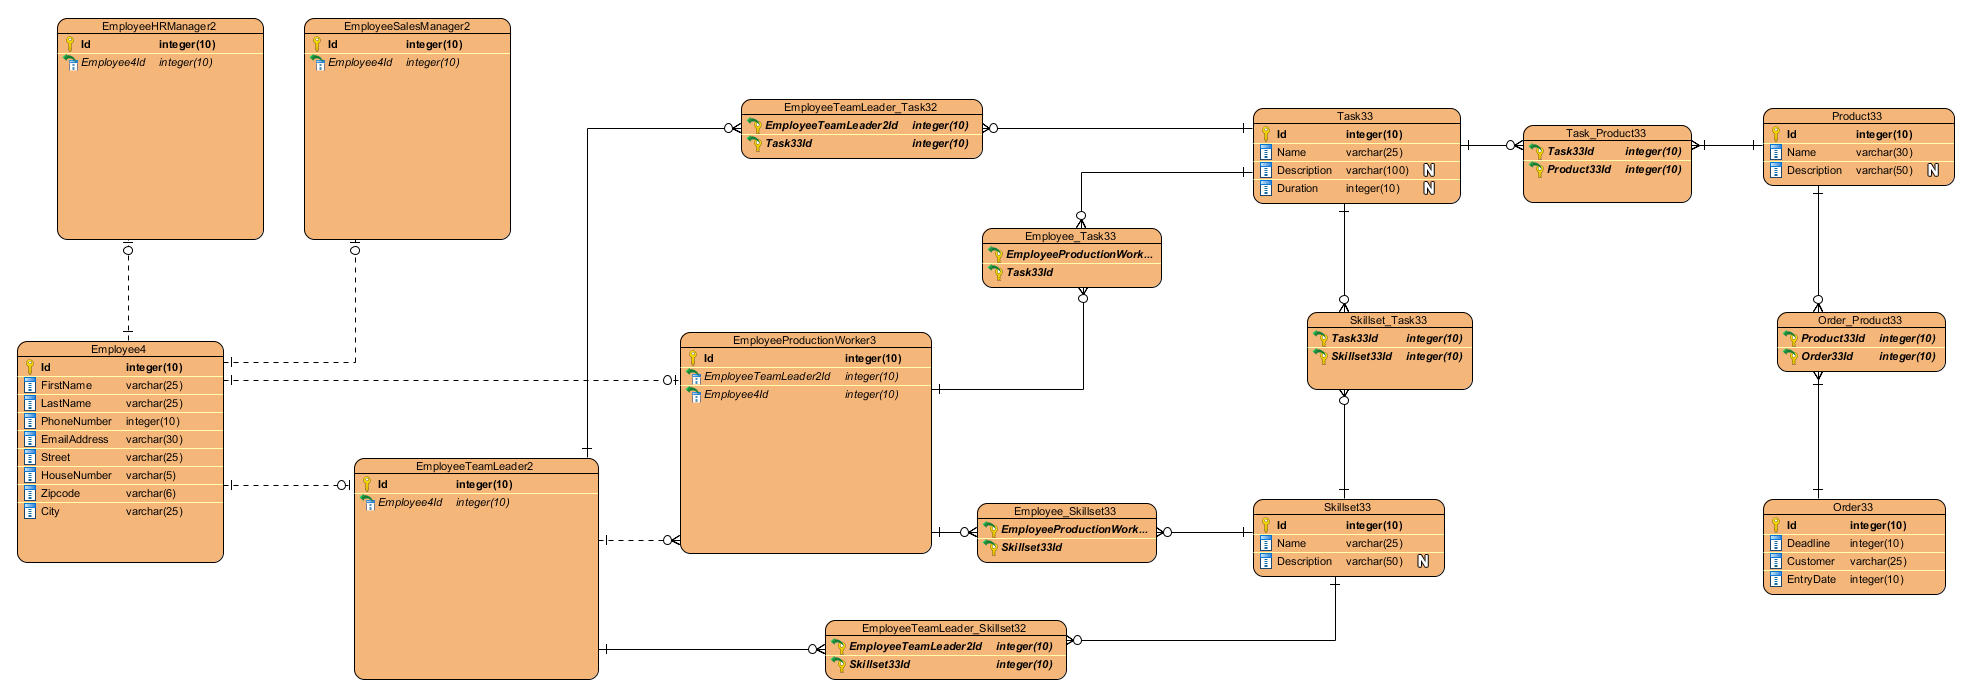 EmployeeHRManager2
Id integer(10)
Employee4Id integer(10)
EmployeeSalesManager2
Id integer(10)
Employee4Id integer(10)
EmployeeTeamLeader_Task32
EmployeeTeamLeader2Id integer(10)
Task33Id integer(10)
Task33
Id integer(10)
Name varchar(25)
Description varchar(100) N
Duration integer(10) N
Task_Product33
Task33Id integer(10)
Product33Id integer(10)
Product33
Id integer(10)
Name varchar(30)
Description varchar(50) N
Employee_Task33
EmployeeProductionWork...
Task33Id
Skillset_Task33
Task33Id integer(10)
Skillset33Id integer(10)
Order_Product33
Product33Id integer(10)
Order33Id integer(10)
Employee4
Id integer(10)
FirstName varchar(25)
LastName varchar(25)
PhoneNumber integer(10)
EmailAddress varchar(30)
Street varchar(25)
HouseNumber varchar(5)
Zipcode varchar(6)
City varchar(25)
EmployeeProductionWorker3
Id integer(10)
EmployeeTeamLeader2Id integer(10)
Employee4Id integer(10)
EmployeeTeamLeader2
Id integer(10)
Employee4Id integer(10)
Employee_Skillset33
EmployeeProductionWork...
Skillset33Id
Skillset33
Id integer(10)
Name varchar(25)
Description varchar(50) N
Order33
Id integer(10)
Deadline integer(10)
Customer varchar(25)
EntryDate integer(10)
EmployeeTeamLeader_Skillset32
EmployeeTeamLeader2Id integer(10)
Skillset33Id integer(10)